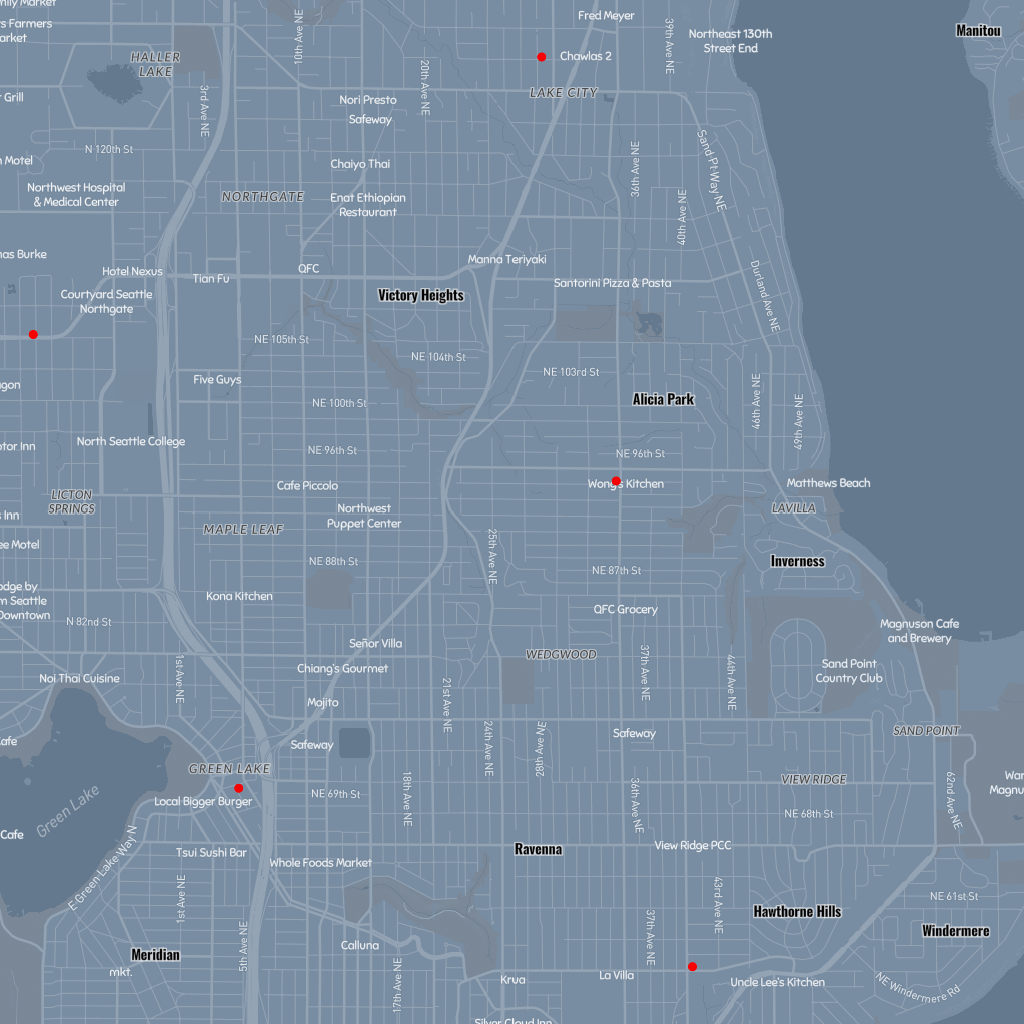 Fred Meyer
Manitou
Northeast 130th
Street End
s Farmers
arket
10th Ave NE
39th Ave NE
Chawlas 2
HALLER
LAKE
20th Ave NE
LAKE CITY
r Grill
Nori Presto
3rd Ave NE
Safeway
N 120th St
Motel
Chaiyo Thai
36th Ave NE
Sand Pt Way NE
Northwest Hospital
& Medical Center
NORTHGATE
Enat Ethiopian
Restaurant
40th Ave NE
nas Burke
Manna Teriyaki
Hotel Nexus
QFC
Tian Fu
Santorini Pizza & Pasta
Courtyard Seattle
Northgate
Victory Heights
Durland Ave NE
NE 105th St
NE 104th St
NE 103rd St
Five Guys
agon
NE 100th St
Alicia Park
46th Ave NE
49th Ave NE
North Seattle College
otor Inn
NE 96th St
NE 96th St
Cafe Piccolo
Wong's Kitchen
Matthews Beach
LICTON
SPRINGS
LAVILLA
s Inn
Northwest
Puppet Center
MAPLE LEAF
ee Motel
25th Ave NE
NE 88th St
Inverness
NE 87th St
odge by
m Seattle
Downtown
Kona Kitchen
QFC Grocery
N 82nd St
Magnuson Cafe
and Brewery
Señor Villa
WEDGWOOD
Chiang's Gourmet
1st Ave NE
Noi Thai Cuisine
37th Ave NE
44th Ave NE
Sand Point
Country Club
Mojito
21st Ave NE
Safeway
SAND POINT
Cafe
Safeway
24th Ave NE
28th Ave NE
GREEN LAKE
VIEW RIDGE
War
Magnu
NE 69th St
18th Ave NE
36th Ave NE
62nd Ave NE
Local Bigger Burger
Green Lake
NE 68th St
Cafe
Ravenna
View Ridge PCC
Tsui Sushi Bar
Whole Foods Market
E Green Lake Way N
1st Ave NE
43rd Ave NE
NE 61st St
Hawthorne Hills
Windermere
37th Ave NE
5th Ave NE
Calluna
Meridian
mkt.
17th Ave NE
Krua
La Villa
Uncle Lee's Kitchen
NE Windermere Rd
Silver Cloud Inn